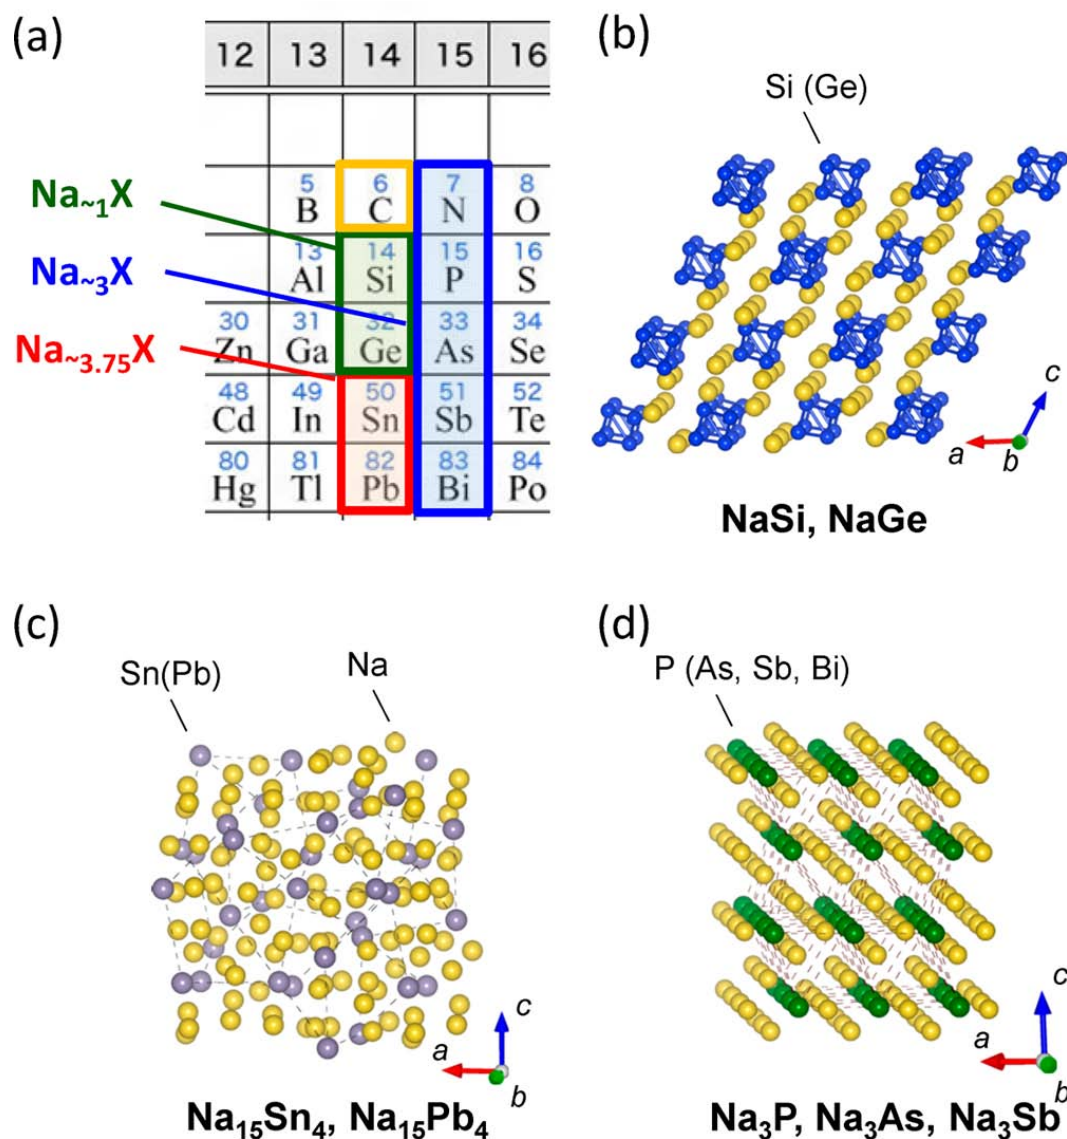 (a)
12 13 14 15 16
5 6 7 8
B C N O
Na~1X
13 14 15 16
Al Si P S
Na~3X
30 31 32 33 34
Zn Ga Ge As Se
Na~3.75X
48 49 50 51 52
Cd In Sn Sb Te
80 81 82 83 84
Hg Tl Pb Bi Po
(b)
Si (Ge)
c
a
b
NaSi, NaGe
(c)
Sn(Pb) Na
c
a
b
Na₁₅Sn₄, Na₁₅Pb₄
(d)
P (As, Sb, Bi)
c
a
b
Na₃P, Na₃As, Na₃Sb